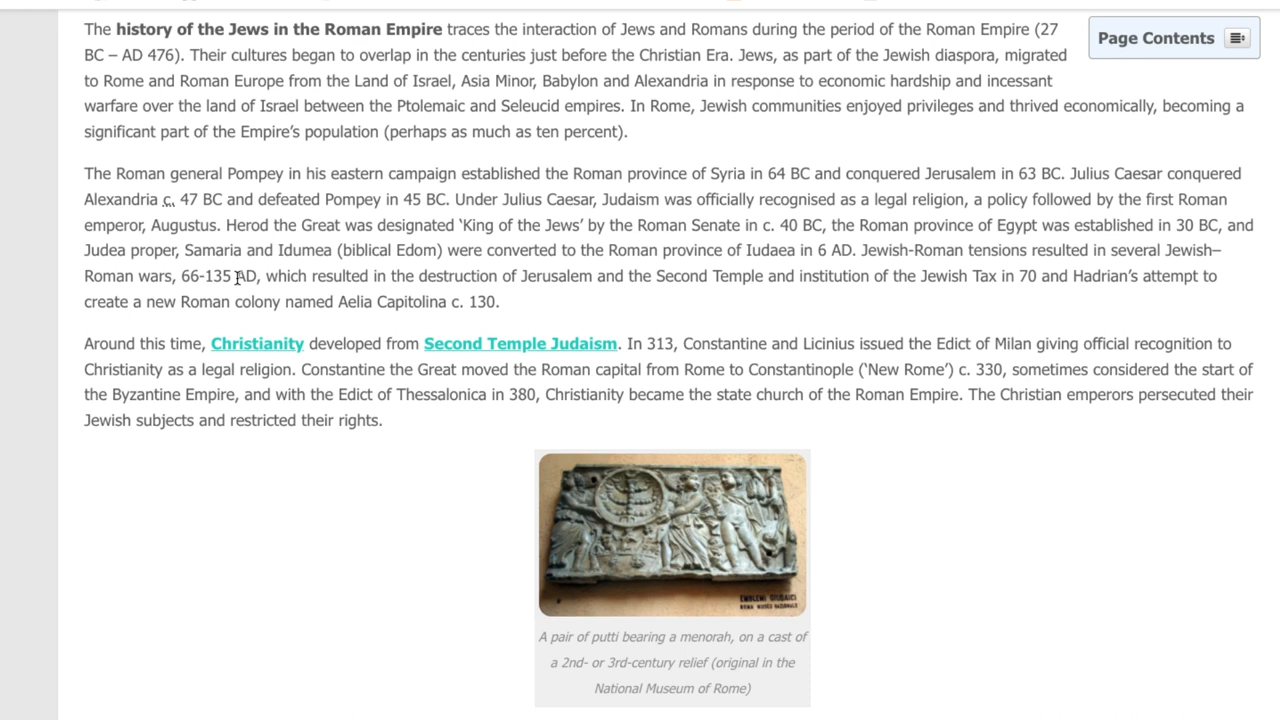 The history of the Jews in the Roman Empire traces the interaction of Jews and Romans during the period of the Roman Empire (27
BC – AD 476). Their cultures began to overlap in the centuries just before the Christian Era. Jews, as part of the Jewish diaspora, migrated
to Rome and Roman Europe from the Land of Israel, Asia Minor, Babylon and Alexandria in response to economic hardship and incessant
warfare over the land of Israel between the Ptolemaic and Seleucid empires. In Rome, Jewish communities enjoyed privileges and thrived economically, becoming a
significant part of the Empire’s population (perhaps as much as ten percent).
Page Contents
The Roman general Pompey in his eastern campaign established the Roman province of Syria in 64 BC and conquered Jerusalem in 63 BC. Julius Caesar conquered
Alexandria c. 47 BC and defeated Pompey in 45 BC. Under Julius Caesar, Judaism was officially recognised as a legal religion, a policy followed by the first Roman
emperor, Augustus. Herod the Great was designated ‘King of the Jews’ by the Roman Senate in c. 40 BC, the Roman province of Egypt was established in 30 BC, and
Judea proper, Samaria and Idumea (biblical Edom) were converted to the Roman province of Iudaea in 6 AD. Jewish-Roman tensions resulted in several Jewish–
Roman wars, 66-135 AD, which resulted in the destruction of Jerusalem and the Second Temple and institution of the Jewish Tax in 70 and Hadrian’s attempt to
create a new Roman colony named Aelia Capitolina c. 130.
Around this time, Christianity developed from Second Temple Judaism. In 313, Constantine and Licinius issued the Edict of Milan giving official recognition to
Christianity as a legal religion. Constantine the Great moved the Roman capital from Rome to Constantinople (‘New Rome’) c. 330, sometimes considered the start of
the Byzantine Empire, and with the Edict of Thessalonica in 380, Christianity became the state church of the Roman Empire. The Christian emperors persecuted their
Jewish subjects and restricted their rights.
EMBLEMI GIUDAICI
ROMA MUSEO NAZIONALE
A pair of putti bearing a menorah, on a cast of
a 2nd- or 3rd-century relief (original in the
National Museum of Rome)